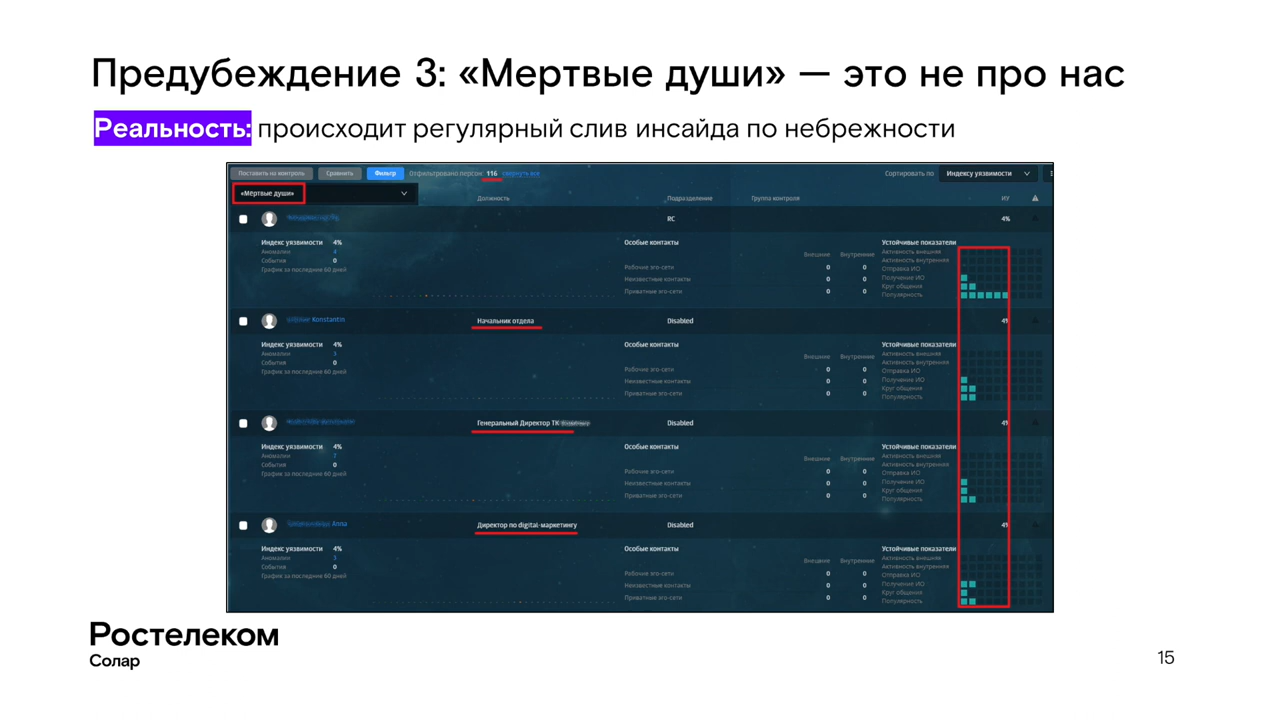 Предубеждение 3: «Мертвые души» — это не про нас
Реальность: происходит регулярный слив инсайда по небрежности
Поставить на контроль Сравнить Фильтр Отфильтровано персон: 116 свернуть все Сортировать по Индексу уязвимости
«Мёртвые души»
Должность Подразделение Группа контроля ИУ
RC 4%
Индекс уязвимости 4% Особые контакты Устойчивые показатели
Аномалии 4 Внешние Внутренние Активность внешняя
События 0 Активность внутренняя
График за последние 60 дней Рабочие эго-сети 0 0 Отправка ИО
Неизвестные контакты 0 0 Получение ИО
Приватные эго-сети 0 0 Круг общения
Популярность
Konstantin Начальник отдела Disabled 4%
Индекс уязвимости 4% Особые контакты Устойчивые показатели
Аномалии 3 Внешние Внутренние Активность внешняя
События 0 Активность внутренняя
График за последние 60 дней Рабочие эго-сети 0 0 Отправка ИО
Неизвестные контакты 0 0 Получение ИО
Приватные эго-сети 0 0 Круг общения
Популярность
Генеральный Директор ТК Disabled 4%
Индекс уязвимости 4% Особые контакты Устойчивые показатели
Аномалии 7 Внешние Внутренние Активность внешняя
События 0 Активность внутренняя
График за последние 60 дней Рабочие эго-сети 0 0 Отправка ИО
Неизвестные контакты 0 0 Получение ИО
Приватные эго-сети 0 0 Круг общения
Популярность
Anna Директор по digital-маркетингу Disabled 4%
Индекс уязвимости 4% Особые контакты Устойчивые показатели
Аномалии 3 Внешние Внутренние Активность внешняя
События 0 Активность внутренняя
График за последние 60 дней Рабочие эго-сети 0 0 Отправка ИО
Неизвестные контакты 0 0 Получение ИО
Приватные эго-сети 0 0 Круг общения
Популярность
Ростелеком
Солар
15